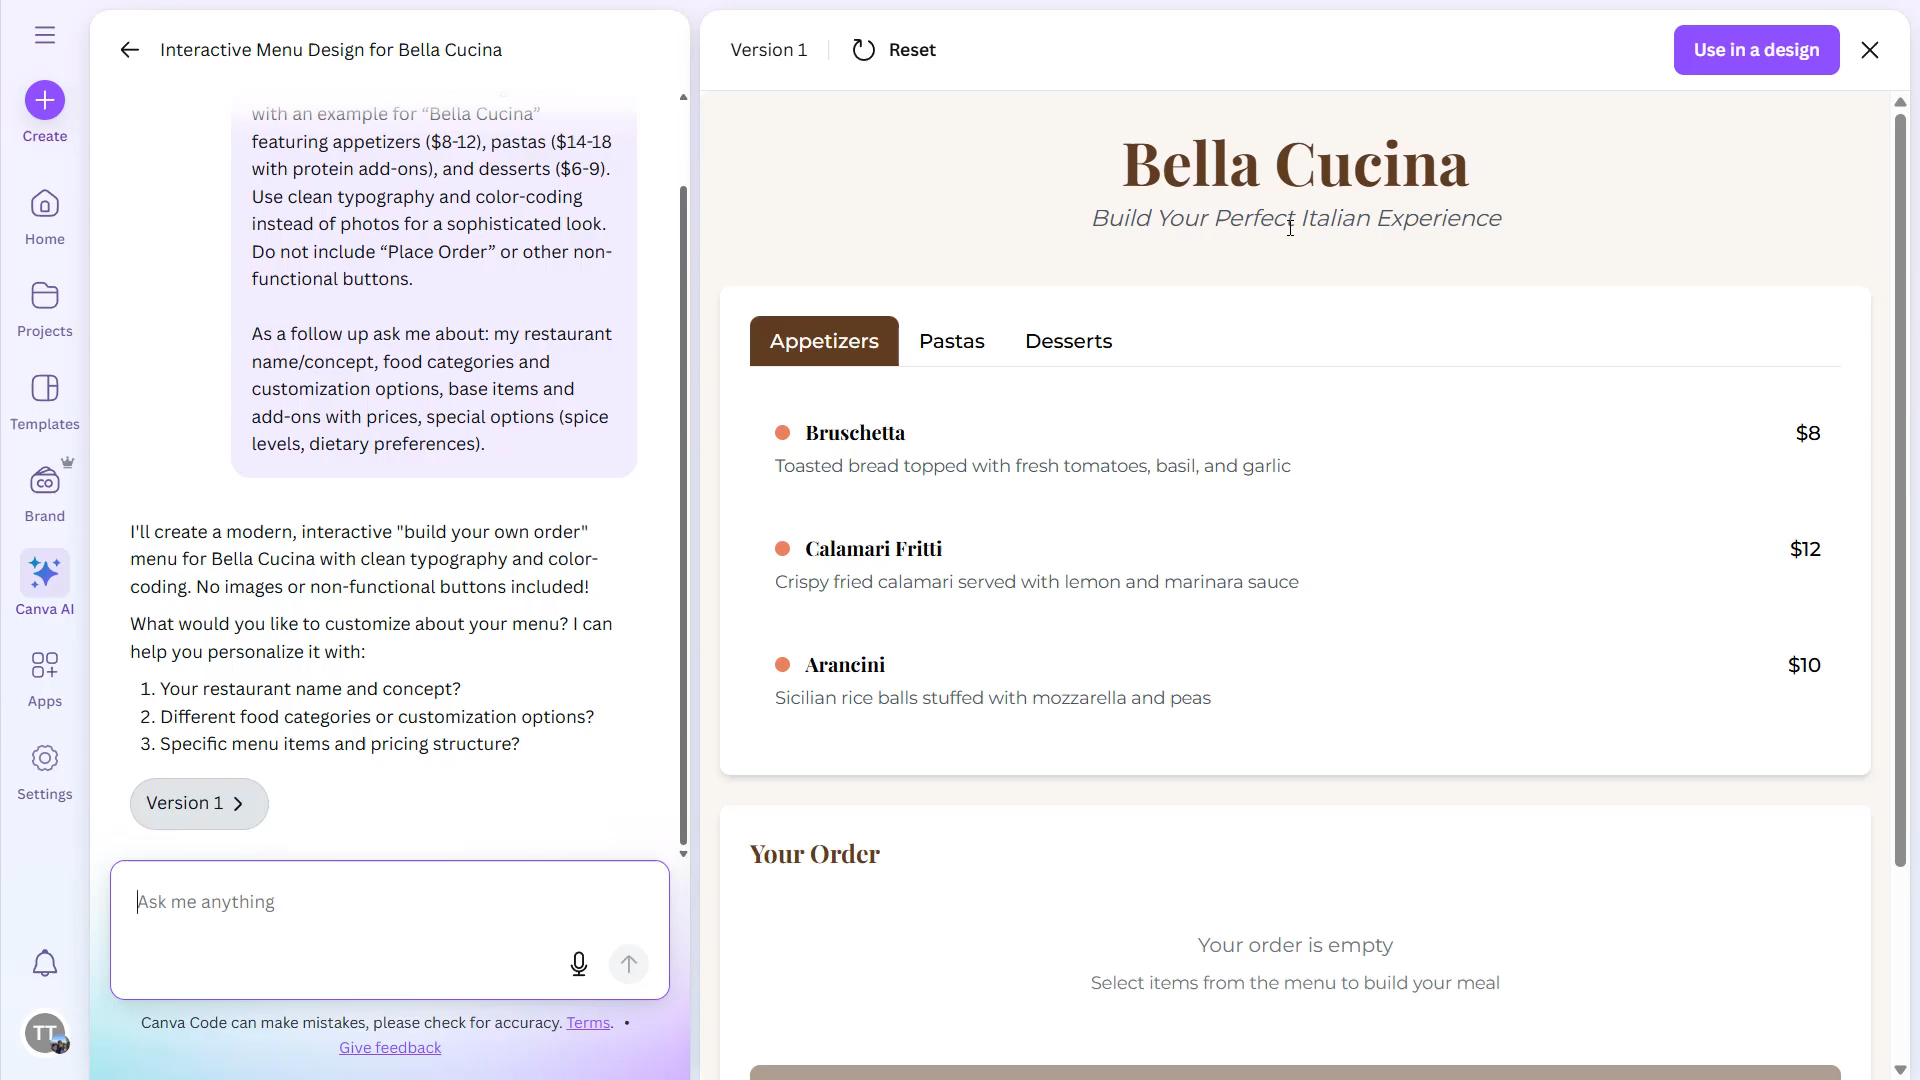 Create
Home
Projects
Templates
Brand
Canva AI
Apps
Settings
TT
Interactive Menu Design for Bella Cucina
with an example for “Bella Cucina”
featuring appetizers ($8-12), pastas ($14-18
with protein add-ons), and desserts ($6-9).
Use clean typography and color-coding
instead of photos for a sophisticated look.
Do not include “Place Order” or other non-
functional buttons.
As a follow up ask me about: my restaurant
name/concept, food categories and
customization options, base items and
add-ons with prices, special options (spice
levels, dietary preferences).
I'll create a modern, interactive "build your own order"
menu for Bella Cucina with clean typography and color-
coding. No images or non-functional buttons included!
What would you like to customize about your menu? I can
help you personalize it with:
1. Your restaurant name and concept?
2. Different food categories or customization options?
3. Specific menu items and pricing structure?
Version 1
Ask me anything
Canva Code can make mistakes, please check for accuracy. Terms. •
Give feedback
Version 1
Reset
Use in a design
Bella Cucina
Build Your Perfect Italian Experience
Appetizers Pastas Desserts
Bruschetta $8
Toasted bread topped with fresh tomatoes, basil, and garlic
Calamari Fritti $12
Crispy fried calamari served with lemon and marinara sauce
Arancini $10
Sicilian rice balls stuffed with mozzarella and peas
Your Order
Your order is empty
Select items from the menu to build your meal